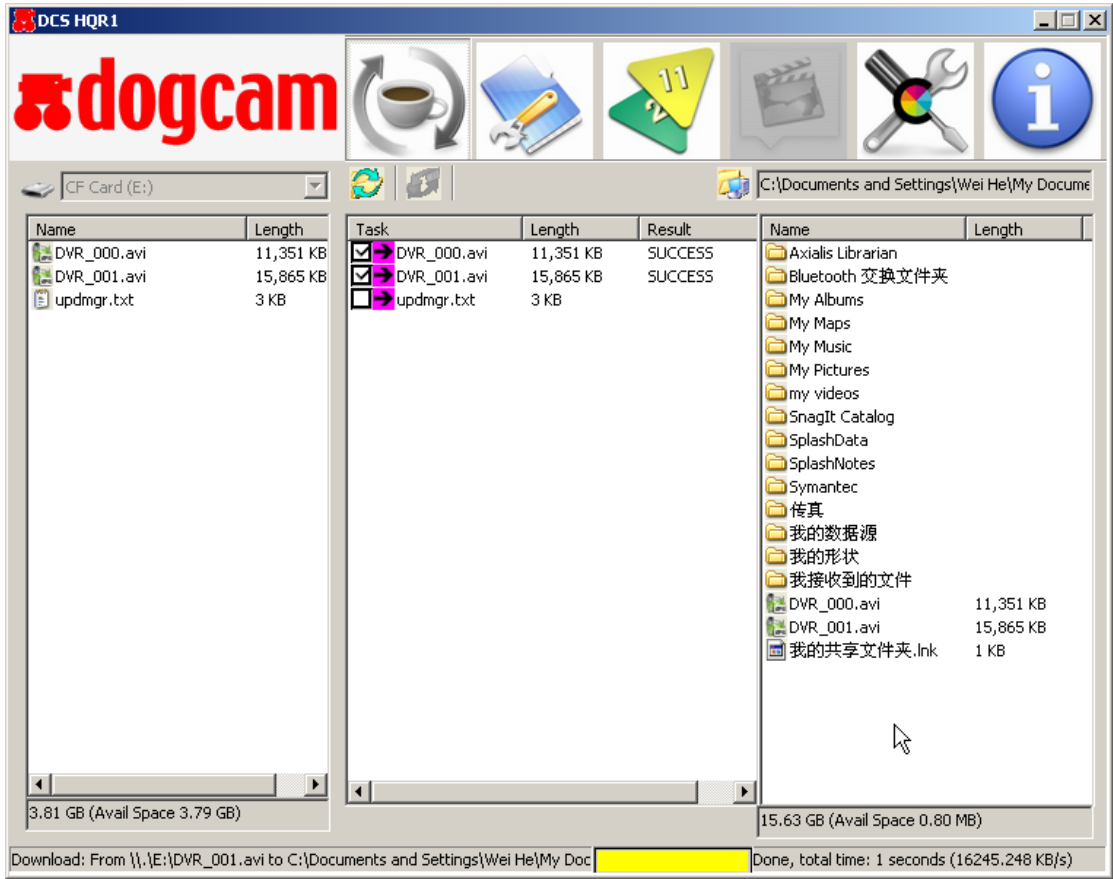 DCS HQR1
dogcam
11
2
CF Card (E:)
C:\Documents and Settings\Wei He\My Docume
Name Length
DVR_000.avi 11,351 KB
DVR_001.avi 15,865 KB
updmgr.txt 3 KB
3.81 GB (Avail Space 3.79 GB)
Task Length Result
DVR_000.avi 11,351 KB SUCCESS
DVR_001.avi 15,865 KB SUCCESS
updmgr.txt 3 KB
Name Length
Axialis Librarian
Bluetooth 交换文件夹
My Albums
My Maps
My Music
My Pictures
my videos
SnagIt Catalog
SplashData
SplashNotes
Symantec
传真
我的数据源
我的形状
我接收到的文件
DVR_000.avi 11,351 KB
DVR_001.avi 15,865 KB
我的共享文件夹.lnk 1 KB
15.63 GB (Avail Space 0.80 MB)
Download: From \\.\E:\DVR_001.avi to C:\Documents and Settings\Wei He\My Doc
Done, total time: 1 seconds (16245.248 KB/s)